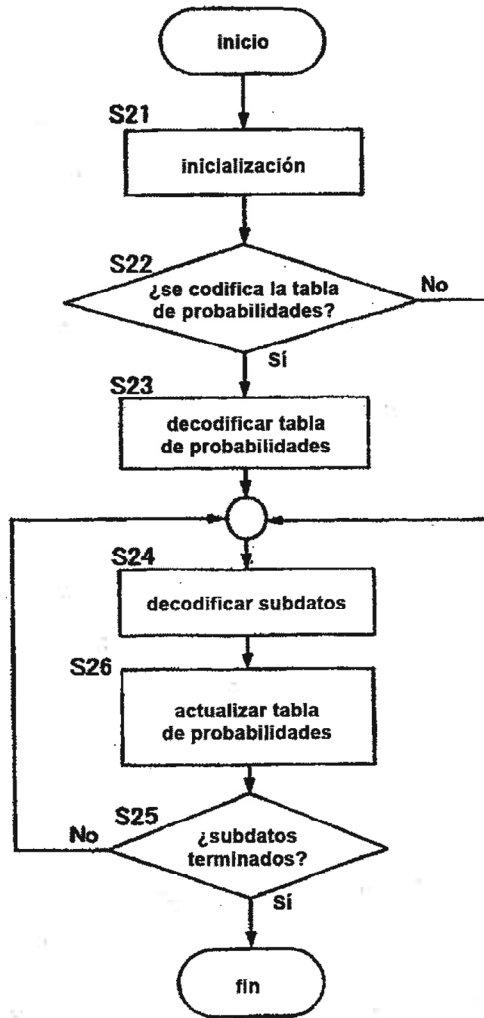 inicio
S21
inicialización
S22
¿se codifica la tabla
de probabilidades?
No
Sí
S23
decodificar tabla
de probabilidades
S24
decodificar subdatos
S26
actualizar tabla
de probabilidades
S25
No
¿subdatos
terminados?
Sí
fin